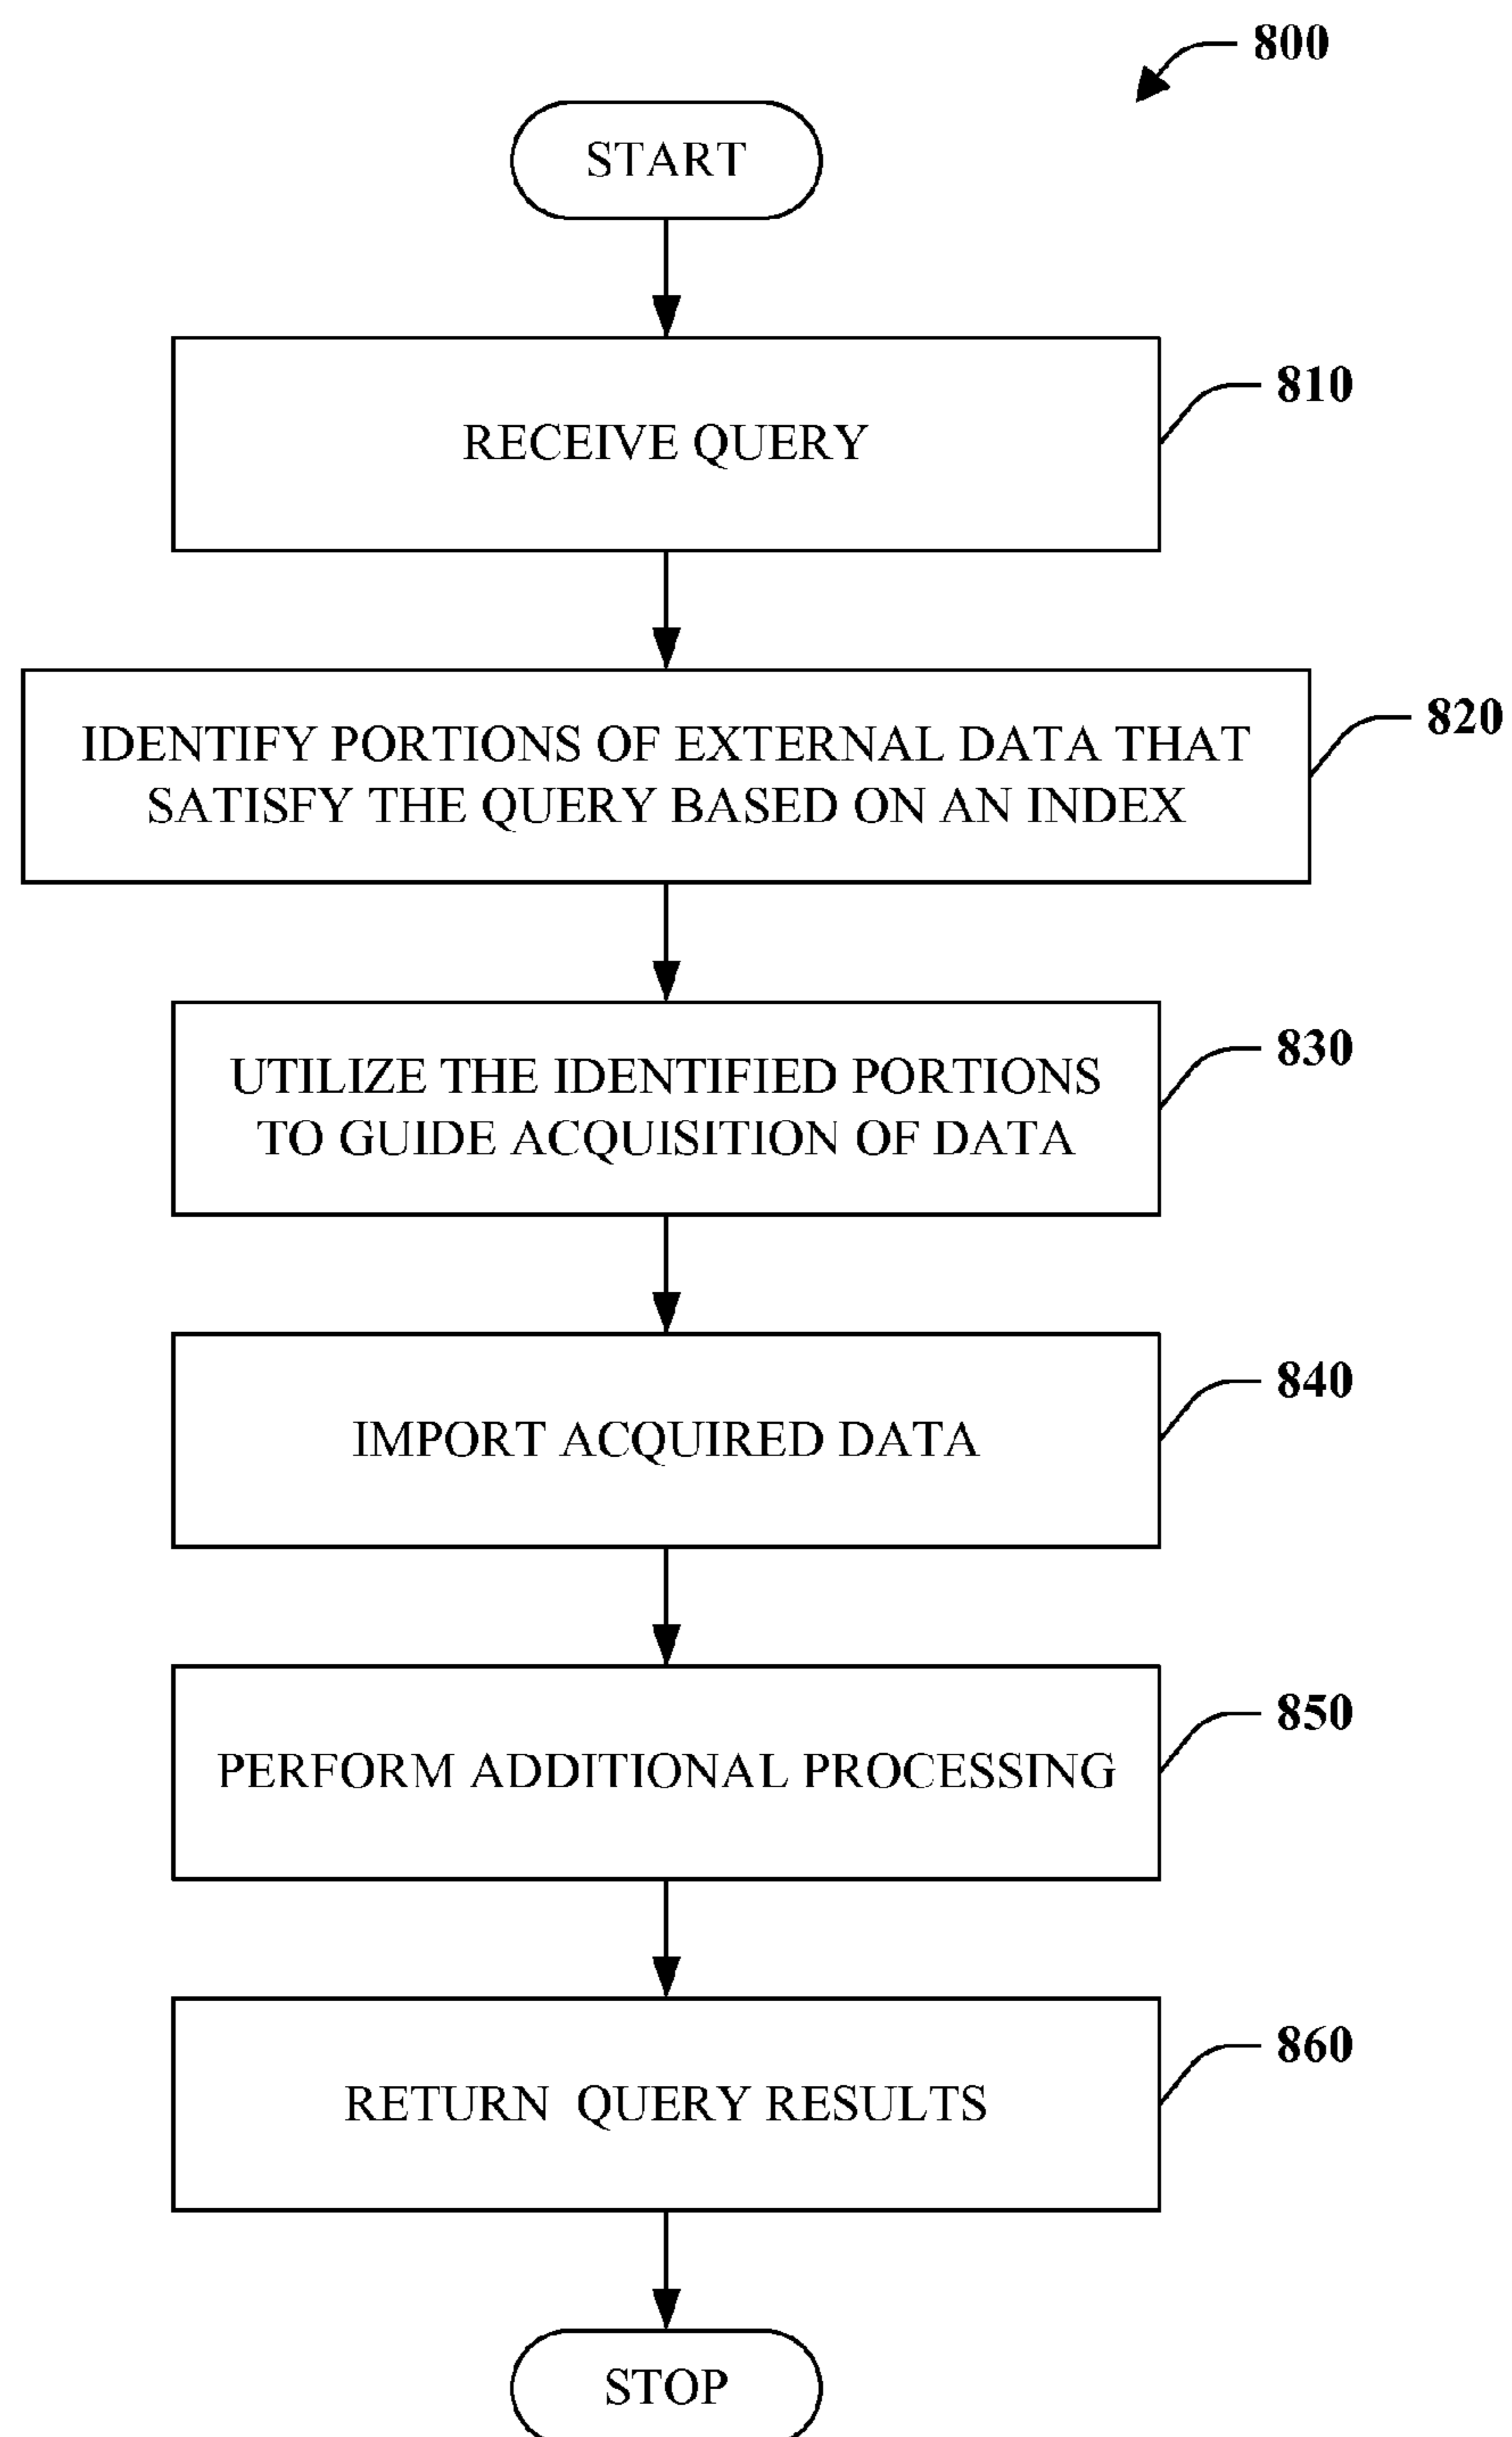 800
START
RECEIVE QUERY
810
IDENTIFY PORTIONS OF EXTERNAL DATA THAT
SATISFY THE QUERY BASED ON AN INDEX
820
UTILIZE THE IDENTIFIED PORTIONS
TO GUIDE ACQUISITION OF DATA
830
IMPORT ACQUIRED DATA
840
PERFORM ADDITIONAL PROCESSING
850
RETURN QUERY RESULTS
860
STOP